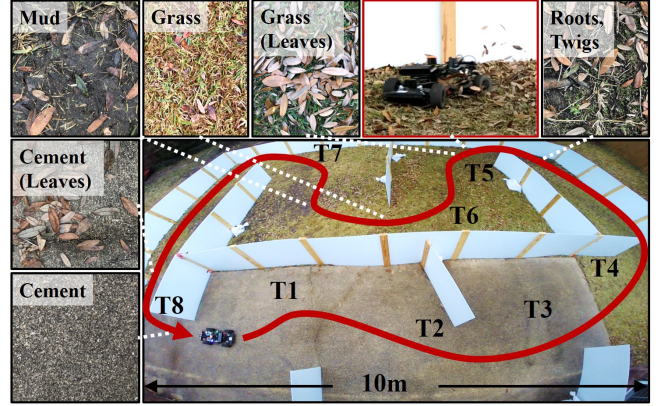 Mud
Grass
Grass
(Leaves)
Roots,
Twigs
Cement
(Leaves)
Cement
T7
T5
T6
T4
T8
T1
T2
T3
10m